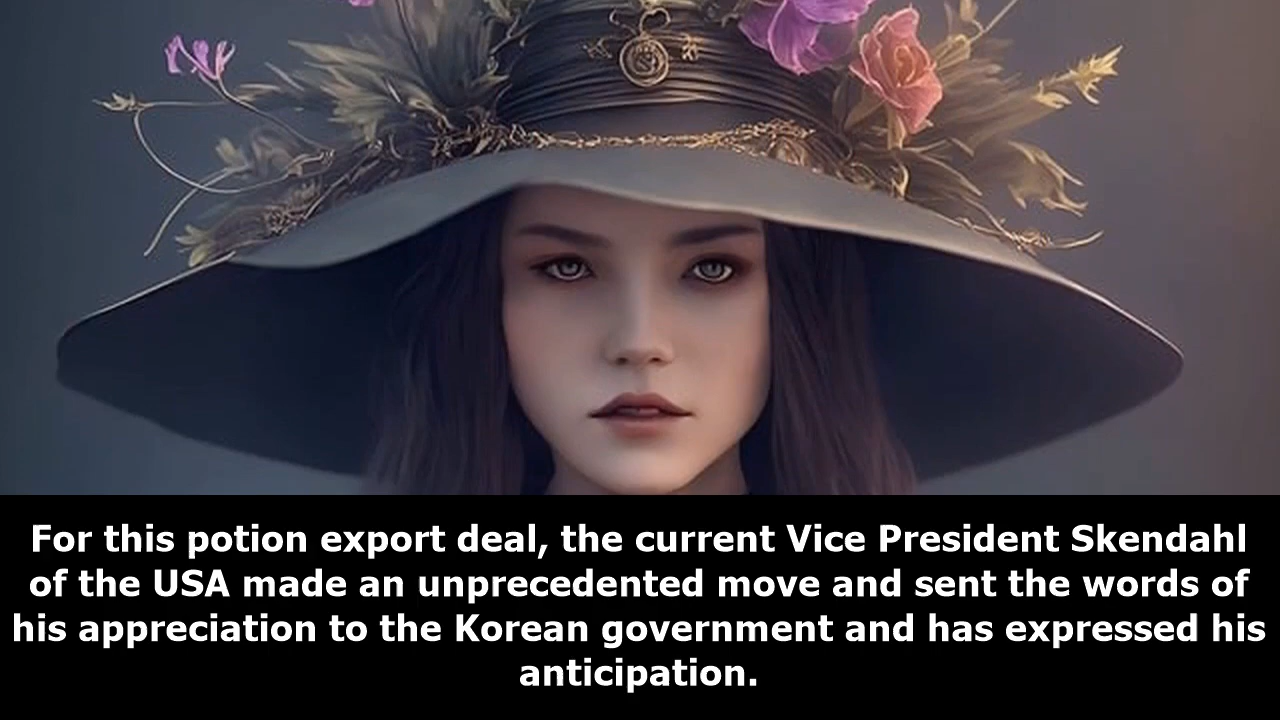 For this potion export deal, the current Vice President Skendahl
of the USA made an unprecedented move and sent the words of
his appreciation to the Korean government and has expressed his
anticipation.